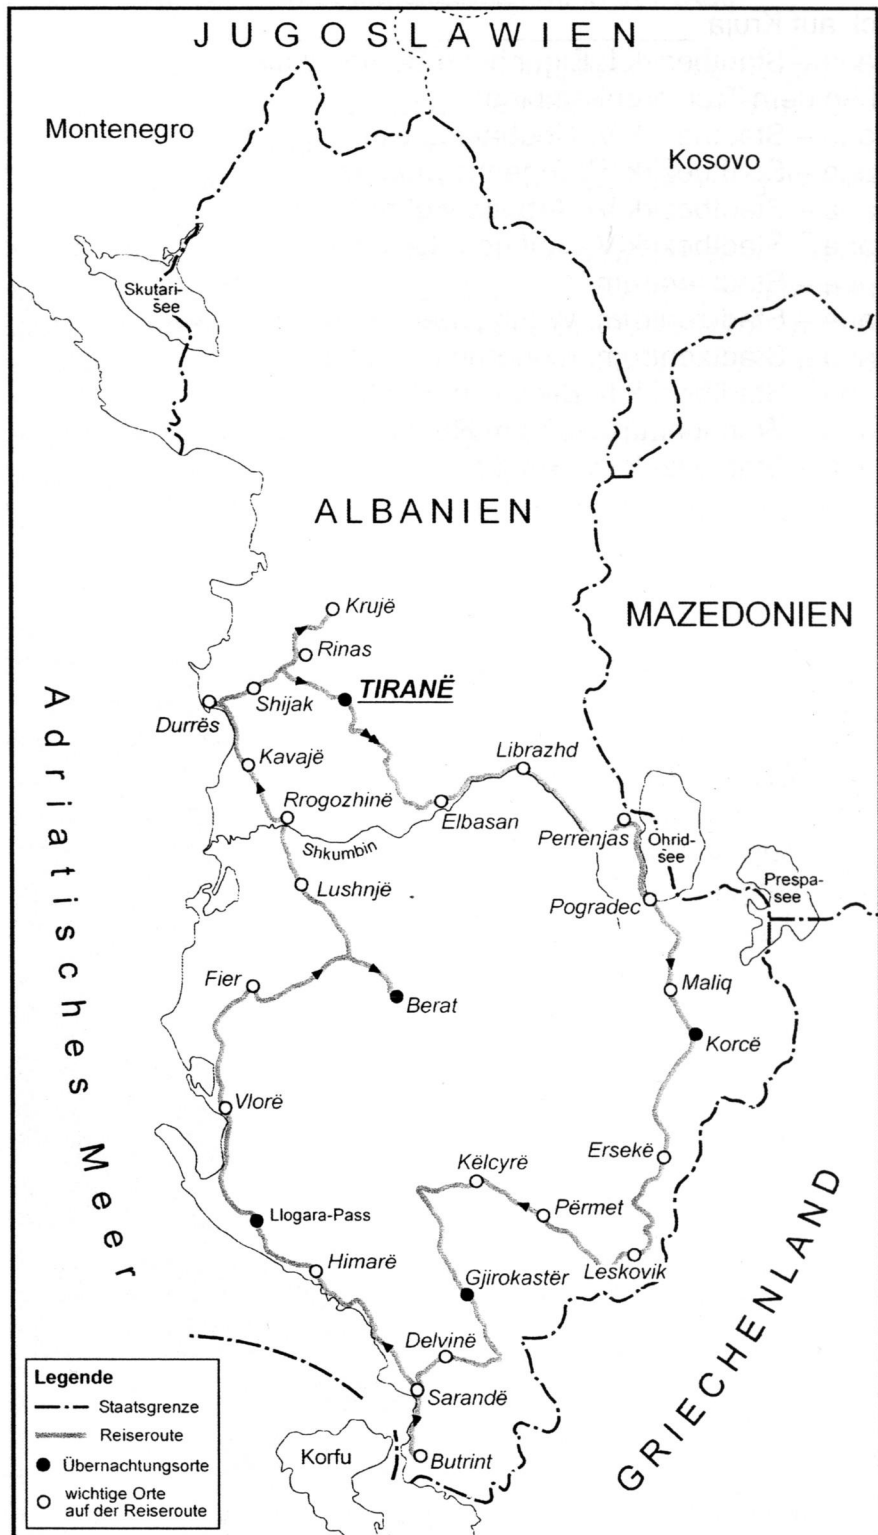 JUGOSLAWIEN
Montenegro
Kosovo
Skutari-
see
ALBANIEN
Krujë
MAZEDONIEN
Rinas
TIRANË
Shijak
Durrës
Kavajë
Librazhd
Rrogozhinë
Elbasan
Perrenjas
Ohrid-
see
Shkumbin
Lushnjë
Prespa-
see
Pogradec
Adriatisches Meer
Fier
Maliq
Berat
Korcë
Vlorë
Ersekë
Këlcyrë
Llogara-Pass
Përmet
Himarë
Leskovik
Gjirokastër
GRIECHENLAND
Delvinë
Sarandë
Butrint
Korfu
Legende
Staatsgrenze
Reiseroute
Übernachtungsorte
wichtige Orte
auf der Reiseroute